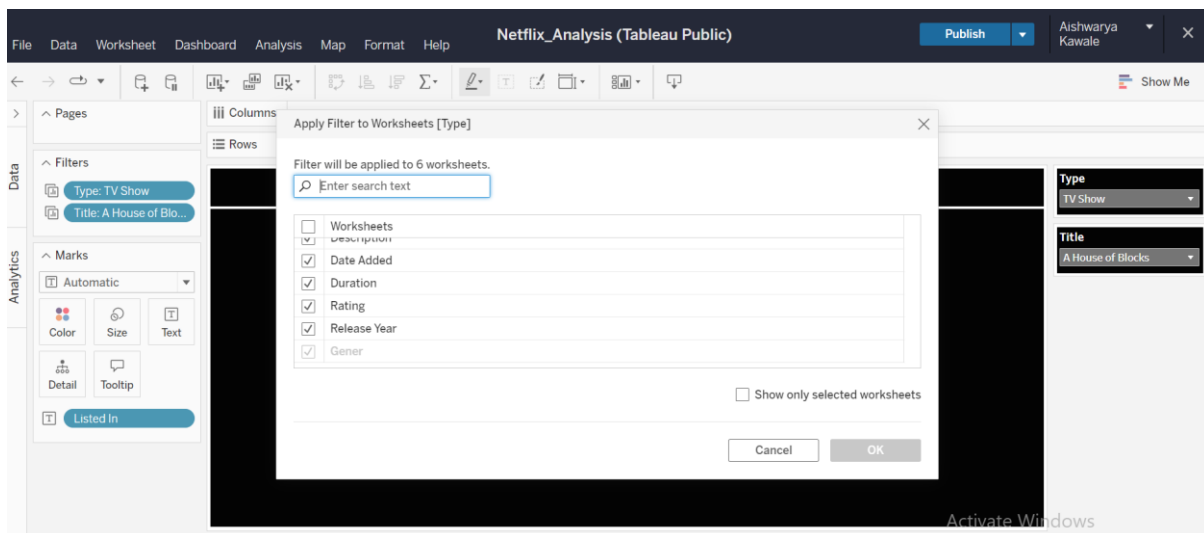 Netflix_Analysis (Tableau Public)
Publish
Aishwarya
Kawale
File Data Worksheet Dashboard Analysis Map Format Help
Show Me
Pages
Columns
Rows
Filters
Type: TV Show
Title: A House of Blo...
Data
Analytics
Marks
Automatic
Color Size Text
Detail Tooltip
Listed In
Apply Filter to Worksheets [Type]
Filter will be applied to 6 worksheets.
Enter search text
Worksheets
Description
Date Added
Duration
Rating
Release Year
Gener
Show only selected worksheets
Cancel OK
Type
TV Show
Title
A House of Blocks
Activate Windows